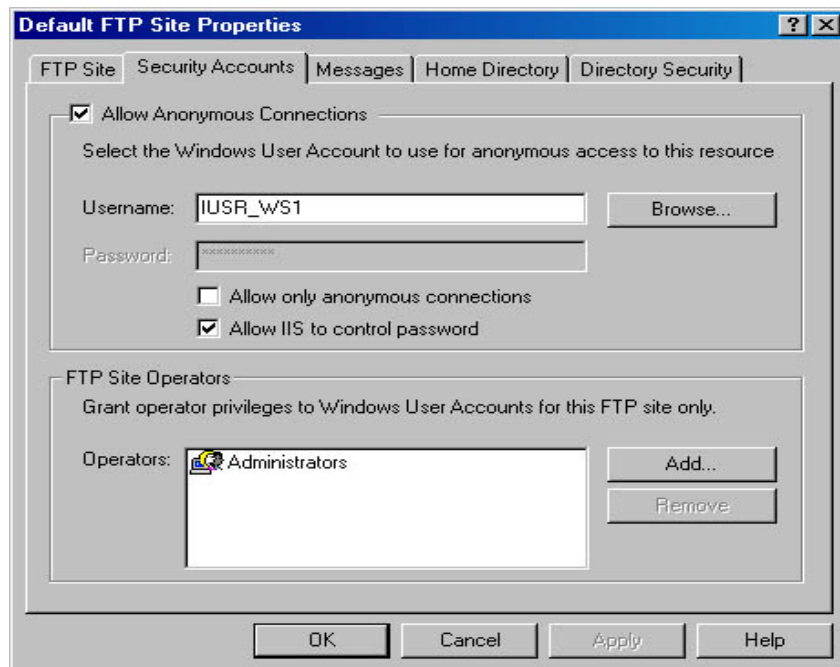 Default FTP Site Properties ? ×
FTP Site Security Accounts Messages Home Directory Directory Security
Allow Anonymous Connections
Select the Windows User Account to use for anonymous access to this resource
Username: IUSR_WS1 Browse...
Password: **********
Allow only anonymous connections
Allow IIS to control password
FTP Site Operators
Grant operator privileges to Windows User Accounts for this FTP site only.
Operators: Administrators Add...
Remove
OK Cancel Apply Help